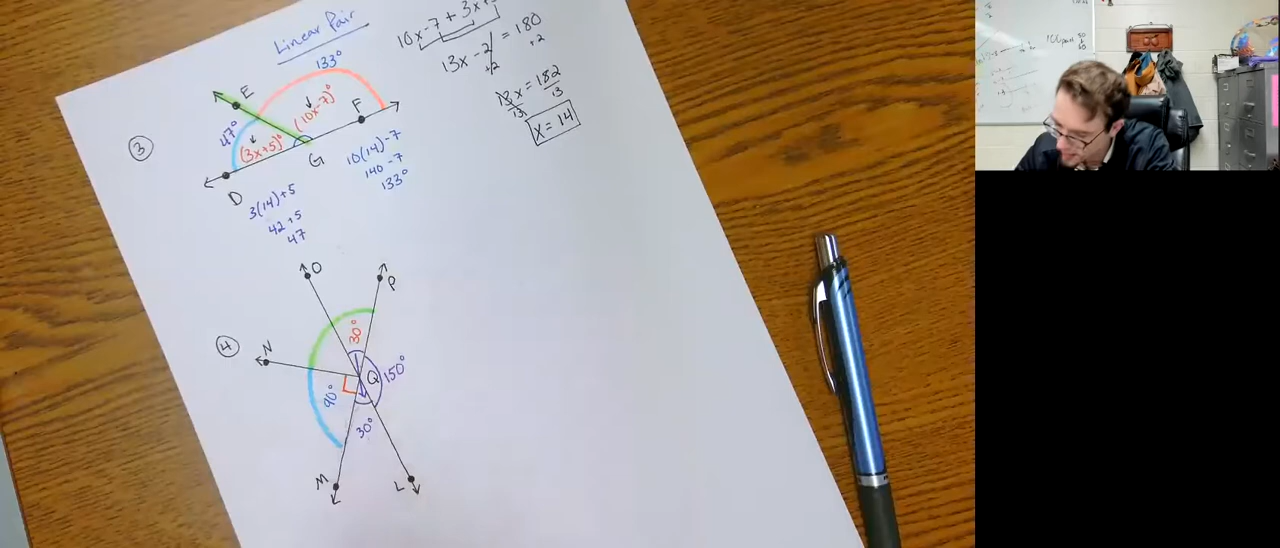 Linear Pair
10x-7 + 3x+
13x - 2 = 180
+2 +2
13x = 182
13 13
x = 14
3
133°
E
(10x-7)°
F
47°
(3x+5)°
G
D
10(14)-7
140-7
133°
3(14)+5
42+5
47
4
O
P
30°
N
Q
150°
90°
30°
M
L